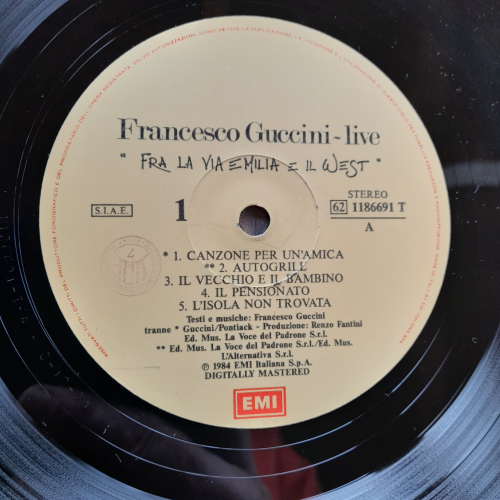 Francesco Guccini~live
"FRA LA VIA EMILIA E IL WEST"
S.I.A.E.
1
STEREO
62 1186691 T
A
* 1. CANZONE PER UN'AMICA
** 2. AUTOGRILL
3. IL VECCHIO E IL BAMBINO
4. IL PENSIONATO
5. L'ISOLA NON TROVATA
Testi e musiche: Francesco Guccini
tranne * Guccini/Pontiack - Produzione: Renzo Fantini
Ed. Mus. La Voce del Padrone S.r.l.
** Ed. Mus. La Voce del Padrone S.r.l./Ed. Mus.
L'Alternativa S.r.l.
℗ 1984 EMI Italiana S.p.A.
DIGITALLY MASTERED
EMI